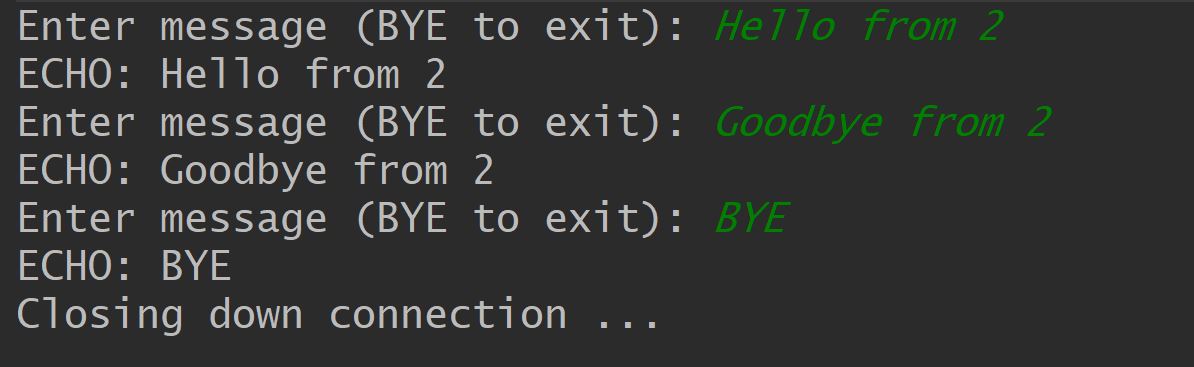 Enter message (BYE to exit): Hello from 2
ECHO: Hello from 2
Enter message (BYE to exit): Goodbye from 2
ECHO: Goodbye from 2
Enter message (BYE to exit): BYE
ECHO: BYE
Closing down connection ...